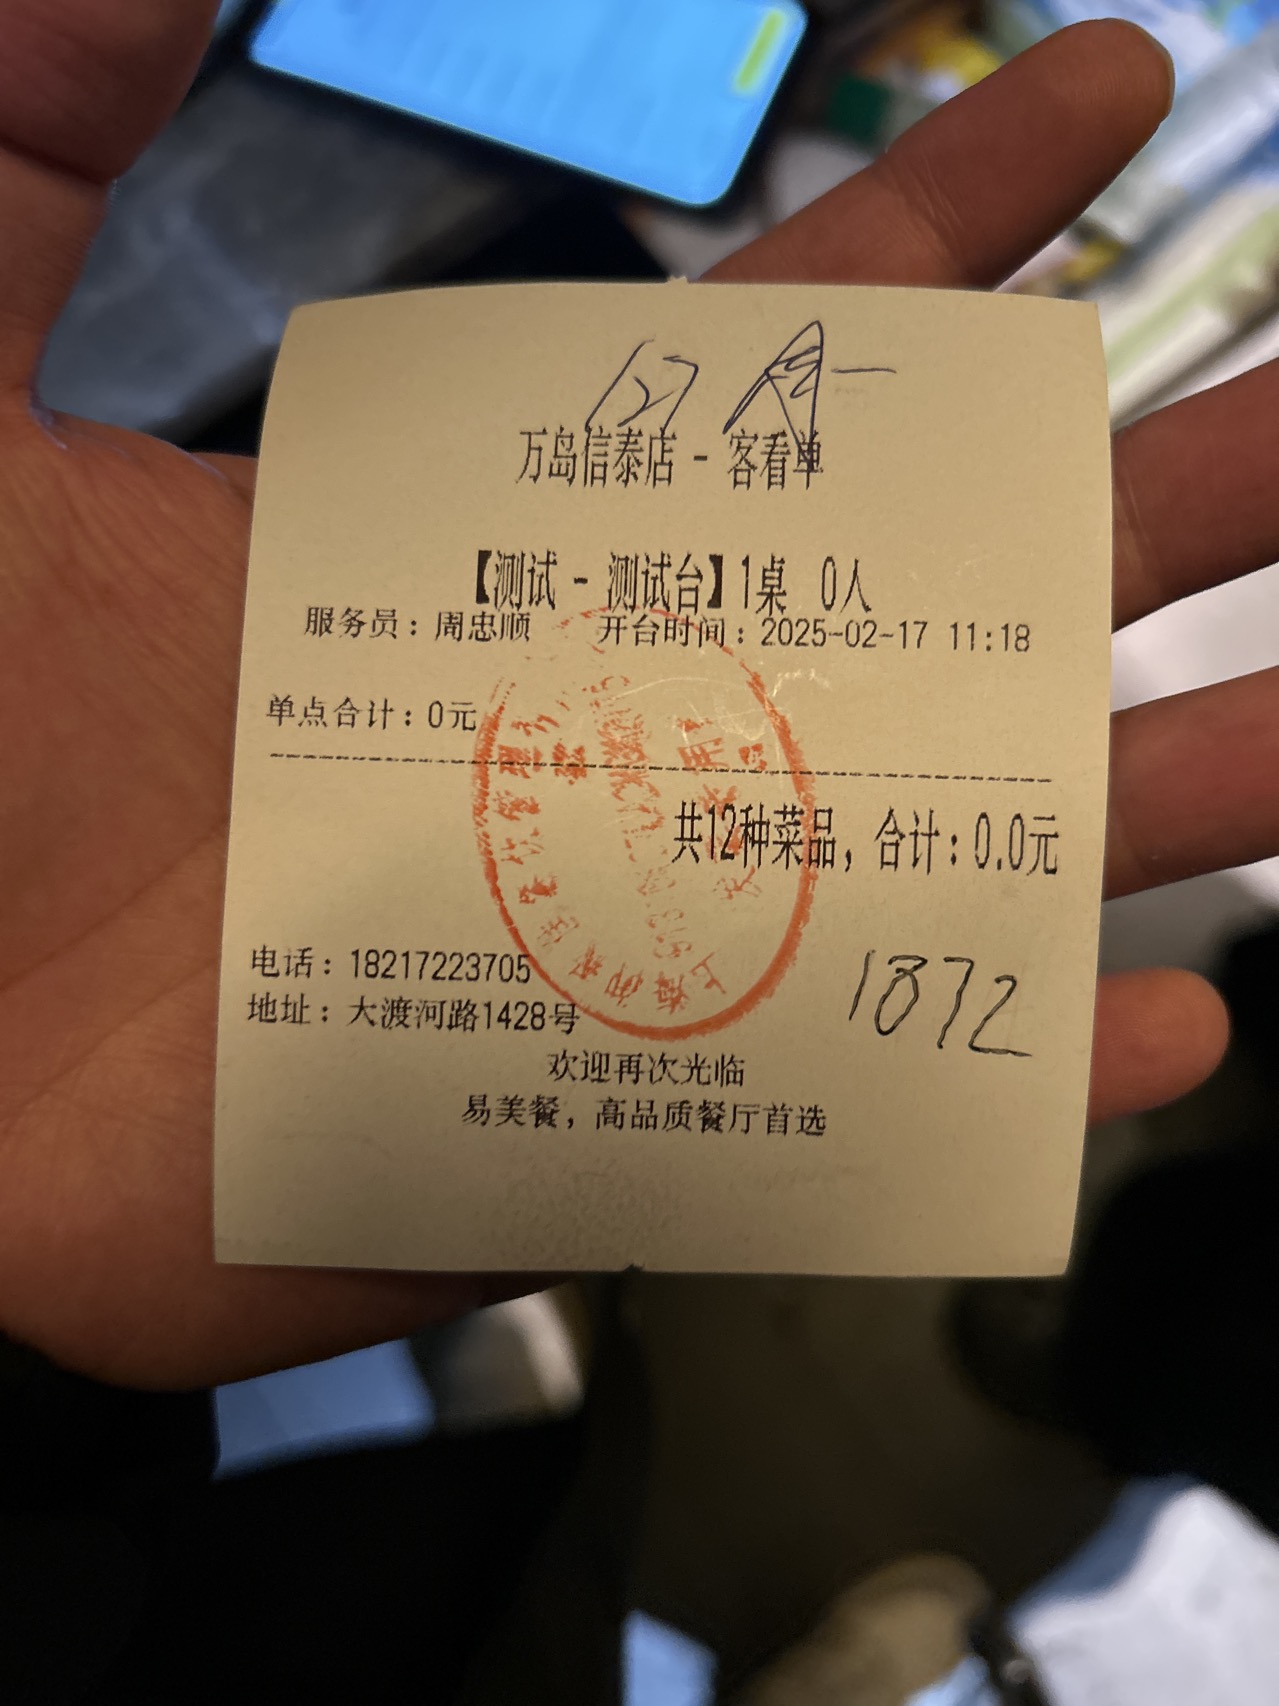 万岛信泰店 - 客看单
【测试 - 测试台】1桌 0人
服务员：周忠顺 开台时间：2025-02-17 11:18
单点合计：0元
共12种菜品，合计：0.0元
电话：18217223705
地址：大渡河路1428号
1872
欢迎再次光临
易美餐，高品质餐厅首选